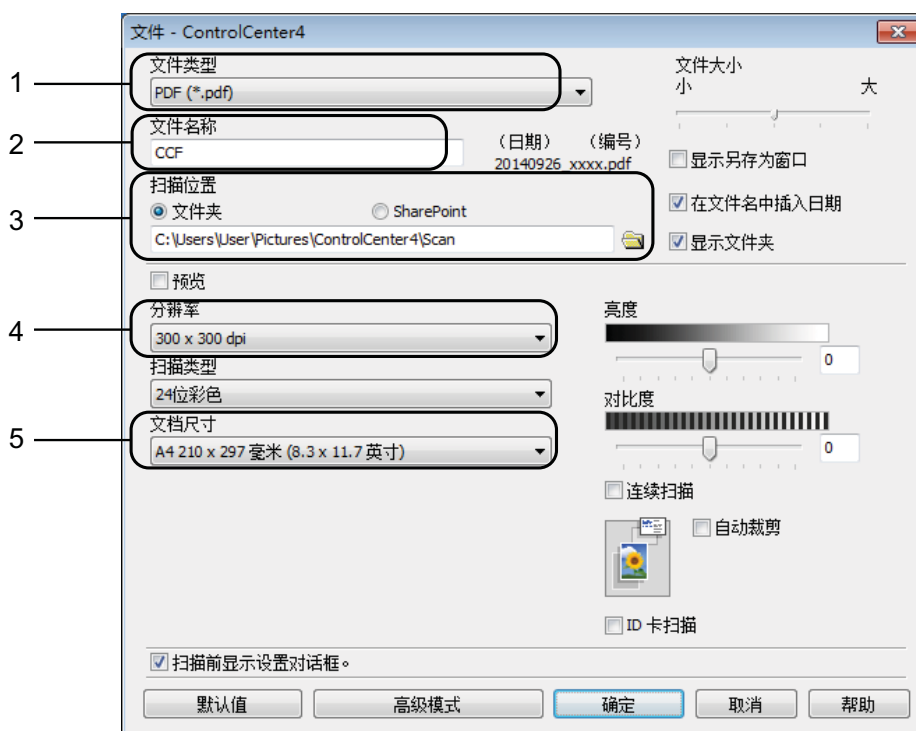 文件 - ControlCenter4
1
文件类型
PDF (*.pdf)
文件大小
小 大
2
文件名称
CCF
(日期) (编号)
20140926_xxxx.pdf
显示另存为窗口
3
扫描位置
文件夹 SharePoint
C:\Users\User\Pictures\ControlCenter4\Scan
在文件名中插入日期
显示文件夹
预览
4
分辨率
300 x 300 dpi
扫描类型
24位彩色
5
文档尺寸
A4 210 x 297 毫米 (8.3 x 11.7 英寸)
亮度
0
对比度
0
连续扫描
自动裁剪
ID 卡扫描
扫描前显示设置对话框。
默认值 高级模式 确定 取消 帮助